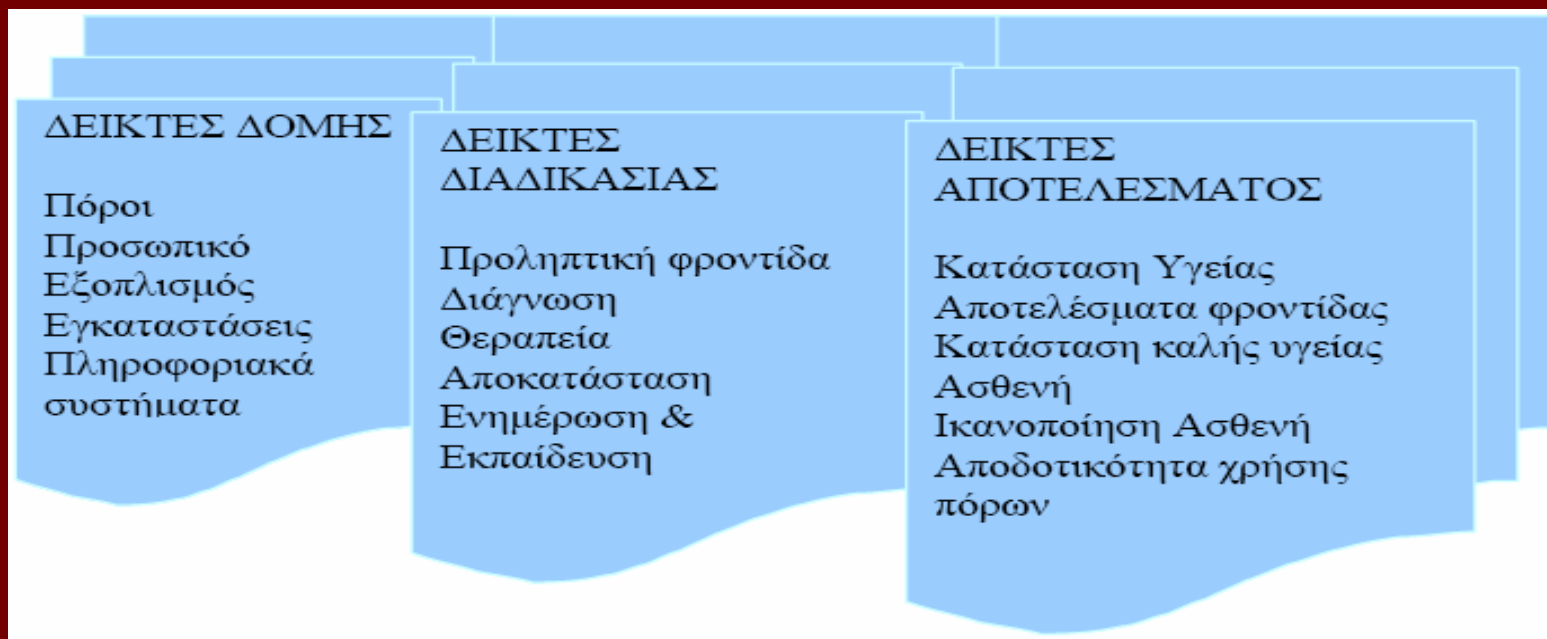 ΔΕΙΚΤΕΣ ΔΟΜΗΣ
Πόροι
Προσωπικό
Εξοπλισμός
Εγκαταστάσεις
Πληροφοριακά
συστήματα
ΔΕΙΚΤΕΣ
ΔΙΑΔΙΚΑΣΙΑΣ
Προληπτική φροντίδα
Διάγνωση
Θεραπεία
Αποκατάσταση
Ενημέρωση &
Εκπαίδευση
ΔΕΙΚΤΕΣ
ΑΠΟΤΕΛΕΣΜΑΤΟΣ
Κατάσταση Υγείας
Αποτελέσματα φροντίδας
Κατάσταση καλής υγείας
Ασθενή
Ικανοποίηση Ασθενή
Αποδοτικότητα χρήσης
πόρων